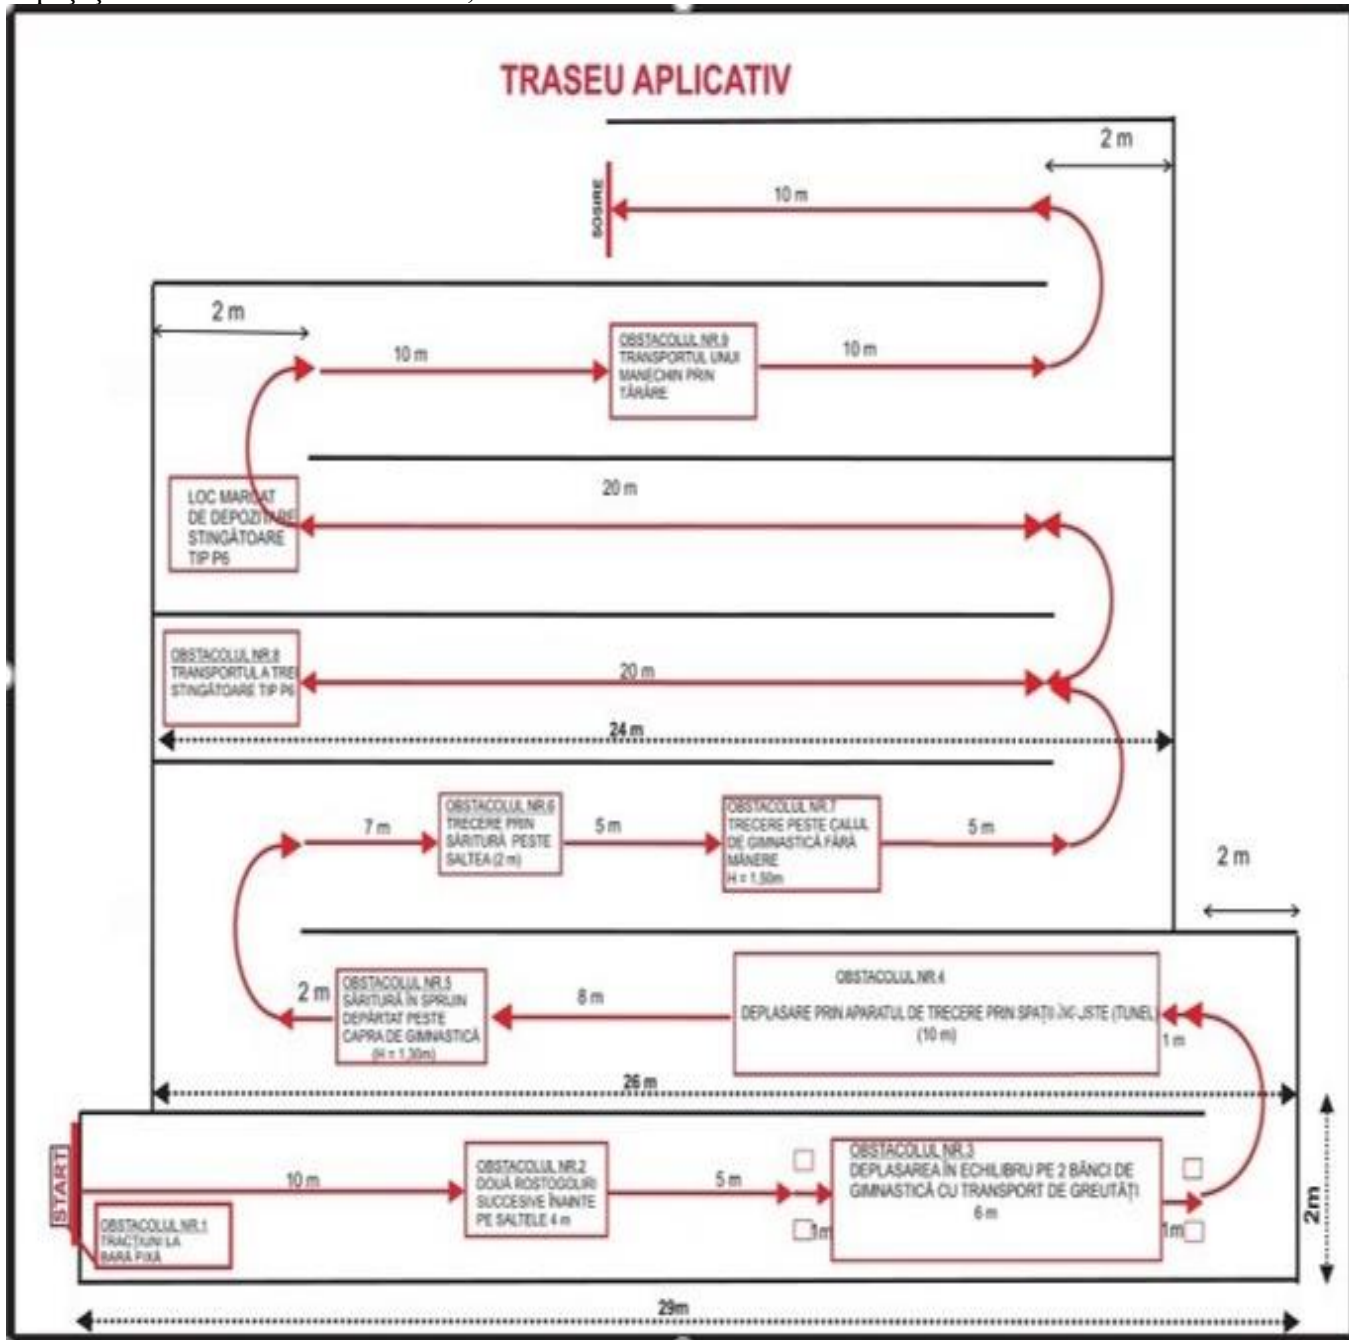 TRASEU APLICATIV
2 m
10 m
SOSIRE
2 m
10 m
OBSTACOLUL NR.9
TRANSPORTUL UNUI
MANECHIN PRIN
TÂRÂRE
10 m
LOC MARCAT
DE DEPOZITARE
STINGĂTOARE
TIP P6
20 m
OBSTACOLUL NR.8
TRANSPORTUL A TREI
STINGĂTOARE TIP P6
20 m
24 m
7 m
OBSTACOLUL NR.6
TRECERE PRIN
SĂRITURĂ PESTE
SALTEA (2 m)
5 m
OBSTACOLUL NR.7
TRECERE PESTE CALUL
DE GIMNASTICĂ FĂRĂ
MÂNERE
H = 1,50m
5 m
2 m
2 m
OBSTACOLUL NR.5
SĂRITURĂ ÎN SPRIJIN
DEPĂRTAT PESTE
CAPRA DE GIMNASTICĂ
(H = 1,30m)
8 m
OBSTACOLUL NR.4
DEPLASARE PRIN APARATUL DE TRECERE PRIN SPAȚII (TUNEL)
(10 m)
1 m
26 m
START
OBSTACOLUL NR.1
TRACȚIUNI LA
BARĂ FIXĂ
10 m
OBSTACOLUL NR.2
DOUĂ ROSTOGOLIRI
SUCCESIVE ÎNAINTE
PE SALTELE 4 m
5 m
1m
OBSTACOLUL NR.3
DEPLASAREA ÎN ECHILIBRU PE 2 BĂNCI DE
GIMNASTICĂ CU TRANSPORT DE GREUTĂȚI
6 m
1m
2m
29m